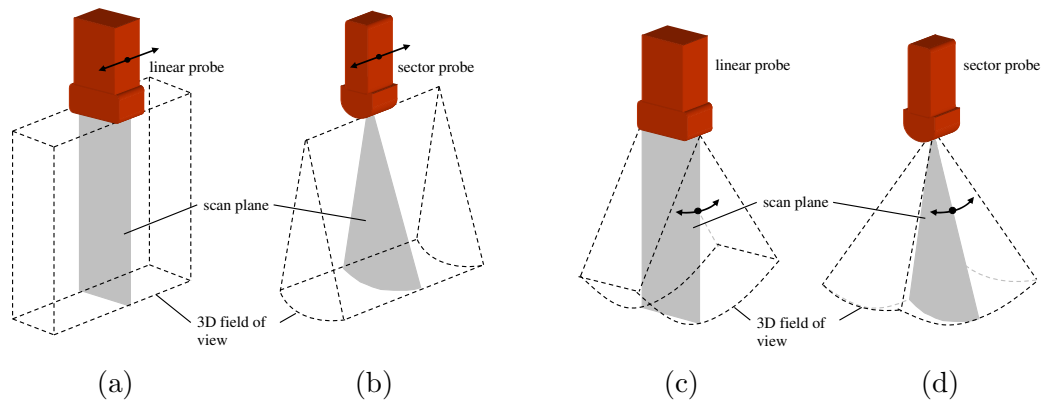 linear probe
sector probe
linear probe
sector probe
scan plane
scan plane
3D field of
view
3D field of
view
(a)
(b)
(c)
(d)